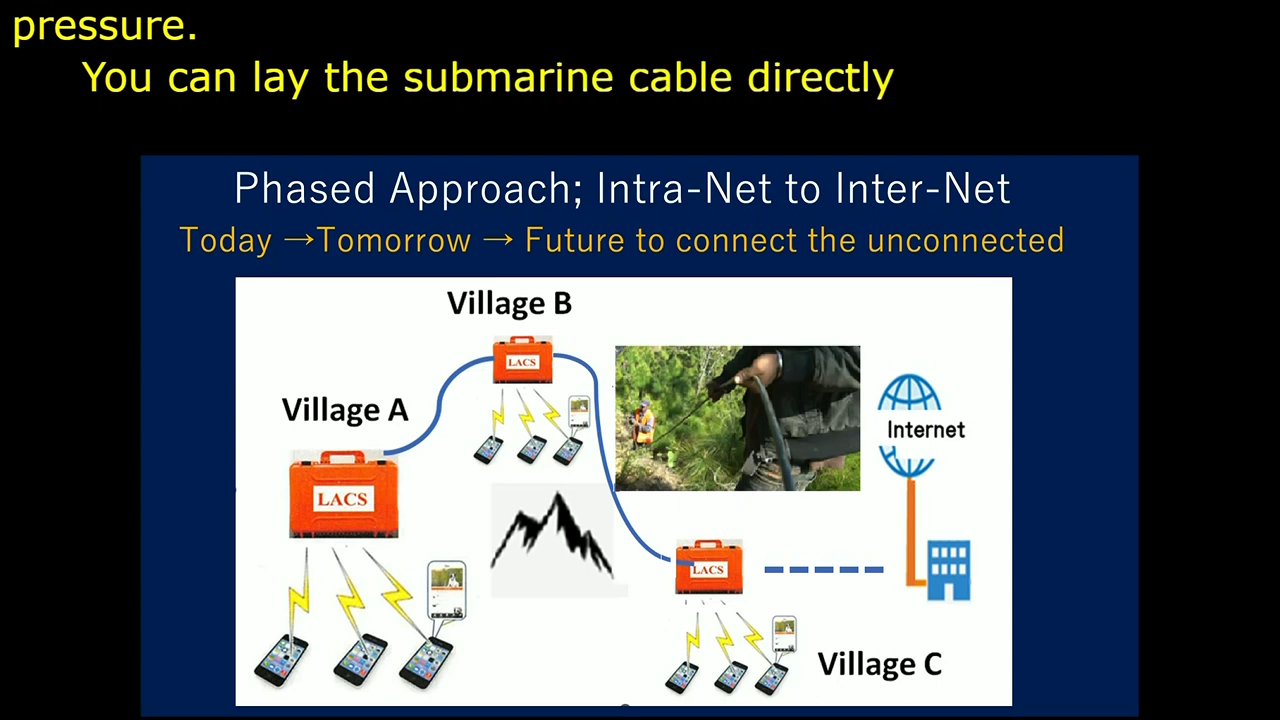 pressure.
You can lay the submarine cable directly
Phased Approach; Intra-Net to Inter-Net
Today →Tomorrow → Future to connect the unconnected
Village B
LACS
Village A
LACS
Internet
LACS
Village C